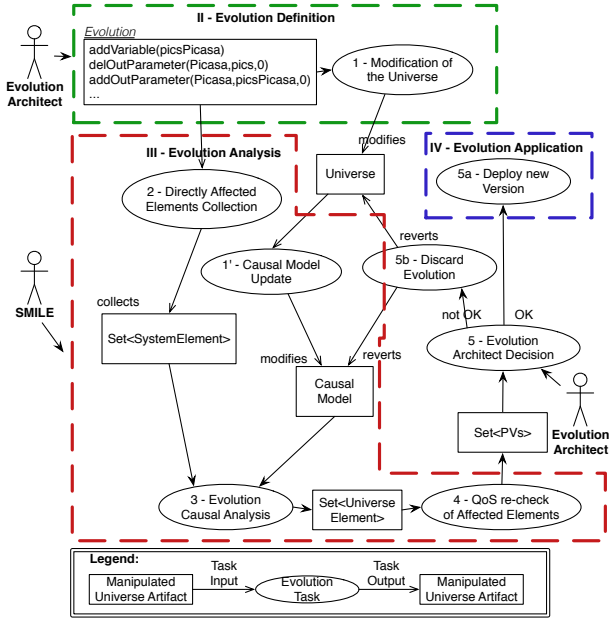 II - Evolution Definition
Evolution
addVariable(picsPicasa)
delOutParameter(Picasa,pics,0)
addOutParameter(Picasa,picsPicasa,0)
...
Evolution
Architect
1 - Modification of
the Universe
modifies
III - Evolution Analysis
IV - Evolution Application
Universe
5a - Deploy new
Version
2 - Directly Affected
Elements Collection
reverts
1' - Causal Model
Update
5b - Discard
Evolution
SMILE
collects
not OK
OK
Set<SystemElement>
modifies
reverts
5 - Evolution
Architect Decision
Causal
Model
Set<PVs>
Evolution
Architect
3 - Evolution
Causal Analysis
Set<Universe
Element>
4 - QoS re-check
of Affected Elements
Legend:
Manipulated
Universe Artifact
Task
Input
Evolution
Task
Task
Output
Manipulated
Universe Artifact